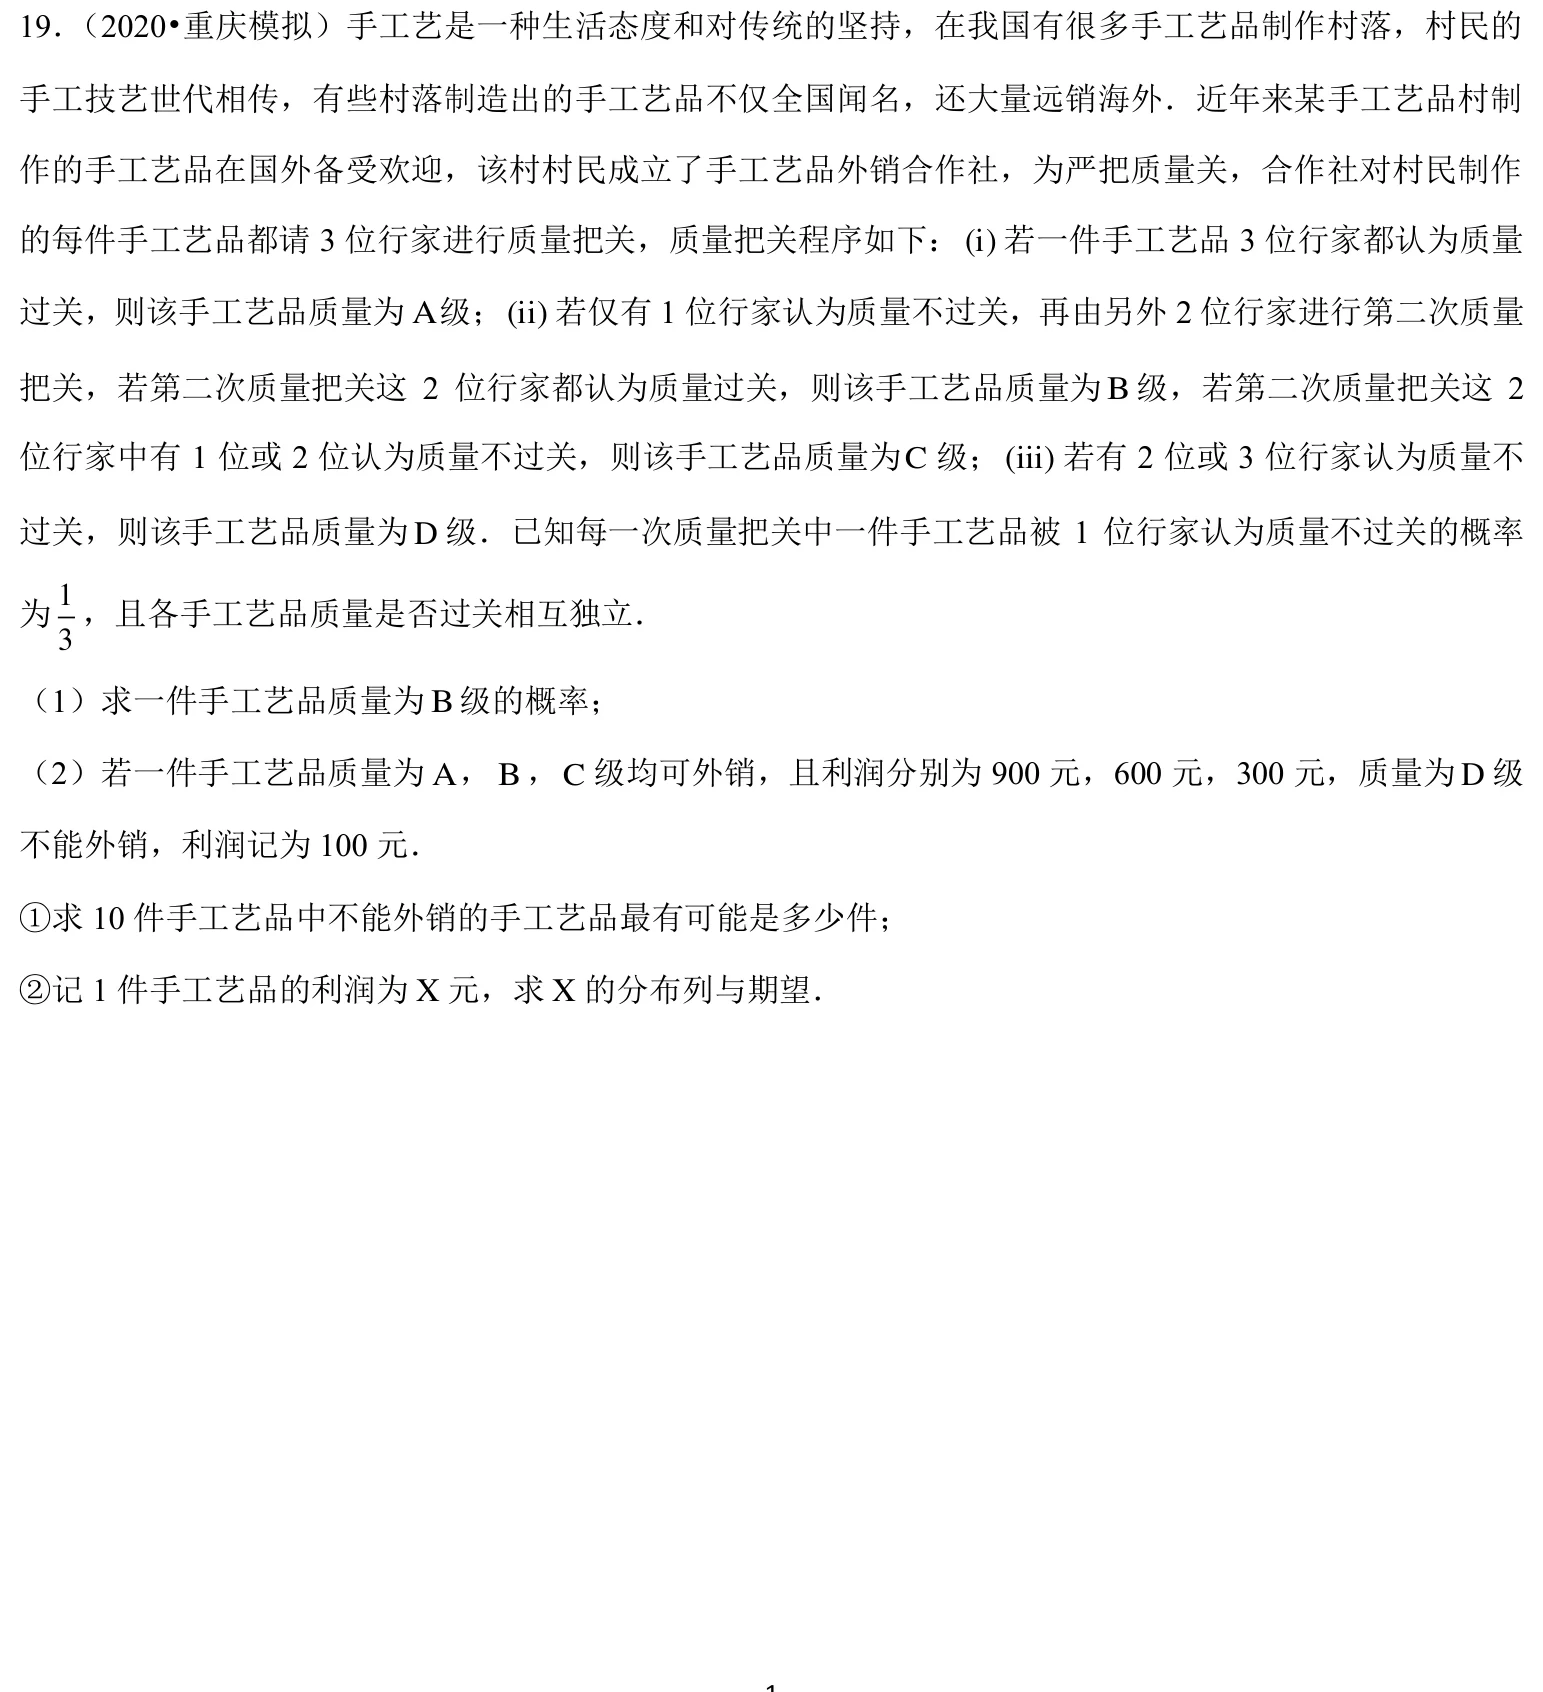 19.（2020•重庆模拟）手工艺是一种生活态度和对传统的坚持，在我国有很多手工艺品制作村落，村民的
手工技艺世代相传，有些村落制造出的手工艺品不仅全国闻名，还大量远销海外．近年来某手工艺品村制
作的手工艺品在国外备受欢迎，该村村民成立了手工艺品外销合作社，为严把质量关，合作社对村民制作
的每件手工艺品都请 3 位行家进行质量把关，质量把关程序如下：(i) 若一件手工艺品 3 位行家都认为质量
过关，则该手工艺品质量为 A级；(ii) 若仅有 1 位行家认为质量不过关，再由另外 2 位行家进行第二次质量
把关，若第二次质量把关这 2 位行家都认为质量过关，则该手工艺品质量为 B 级，若第二次质量把关这 2
位行家中有 1 位或 2 位认为质量不过关，则该手工艺品质量为C 级；(iii) 若有 2 位或 3 位行家认为质量不
过关，则该手工艺品质量为 D 级．已知每一次质量把关中一件手工艺品被 1 位行家认为质量不过关的概率
为 1/3，且各手工艺品质量是否过关相互独立．
（1）求一件手工艺品质量为 B 级的概率；
（2）若一件手工艺品质量为 A，B，C 级均可外销，且利润分别为 900 元，600 元，300 元，质量为 D 级
不能外销，利润记为 100 元．
①求 10 件手工艺品中不能外销的手工艺品最有可能是多少件；
②记 1 件手工艺品的利润为 X 元，求 X 的分布列与期望．
1